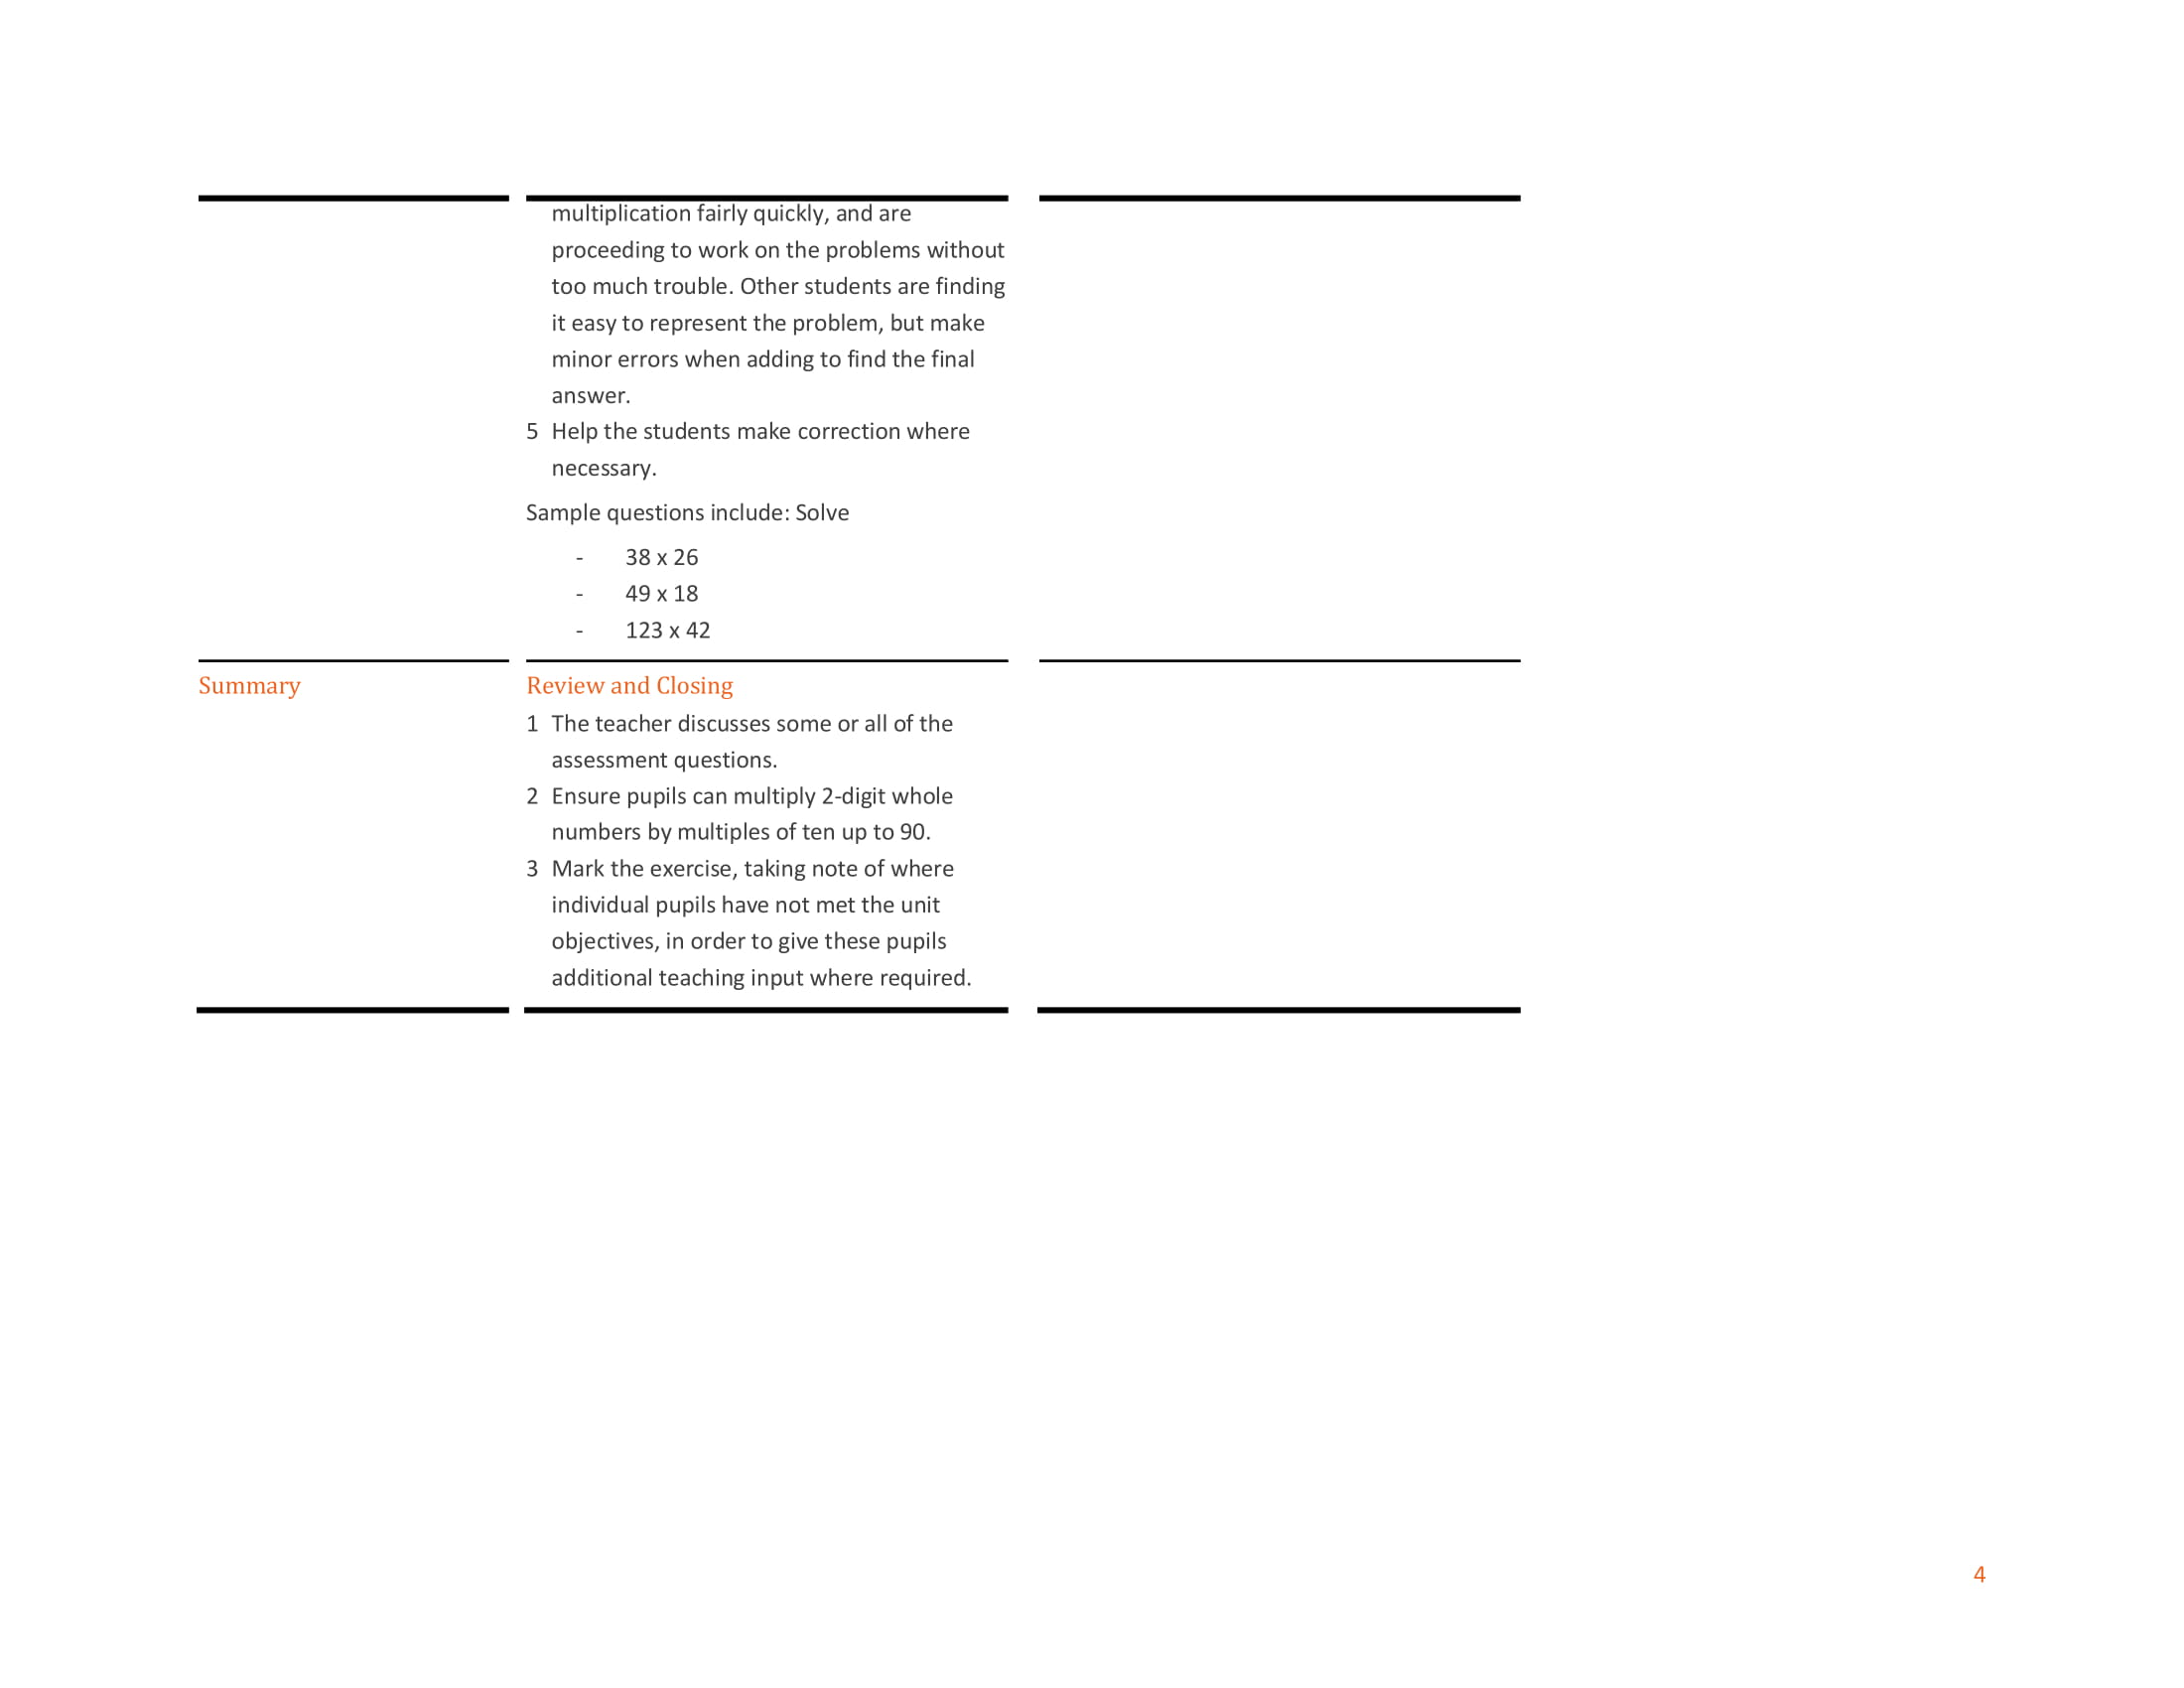 multiplication fairly quickly, and are
proceeding to work on the problems without
too much trouble. Other students are finding
it easy to represent the problem, but make
minor errors when adding to find the final
answer.
5 Help the students make correction where
necessary.
Sample questions include: Solve
- 38 x 26
- 49 x 18
- 123 x 42
Summary
Review and Closing
1 The teacher discusses some or all of the
assessment questions.
2 Ensure pupils can multiply 2-digit whole
numbers by multiples of ten up to 90.
3 Mark the exercise, taking note of where
individual pupils have not met the unit
objectives, in order to give these pupils
additional teaching input where required.
4